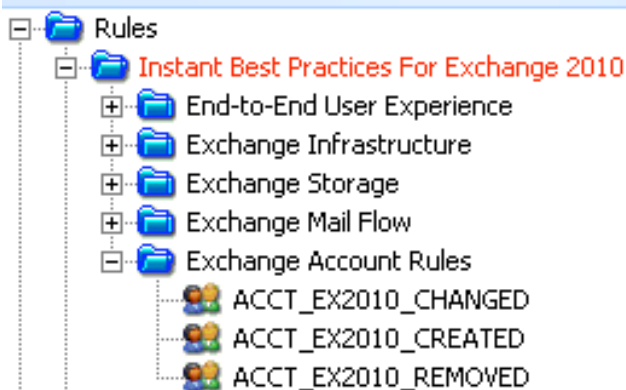 Rules
Instant Best Practices For Exchange 2010
End-to-End User Experience
Exchange Infrastructure
Exchange Storage
Exchange Mail Flow
Exchange Account Rules
ACCT_EX2010_CHANGED
ACCT_EX2010_CREATED
ACCT_EX2010_REMOVED